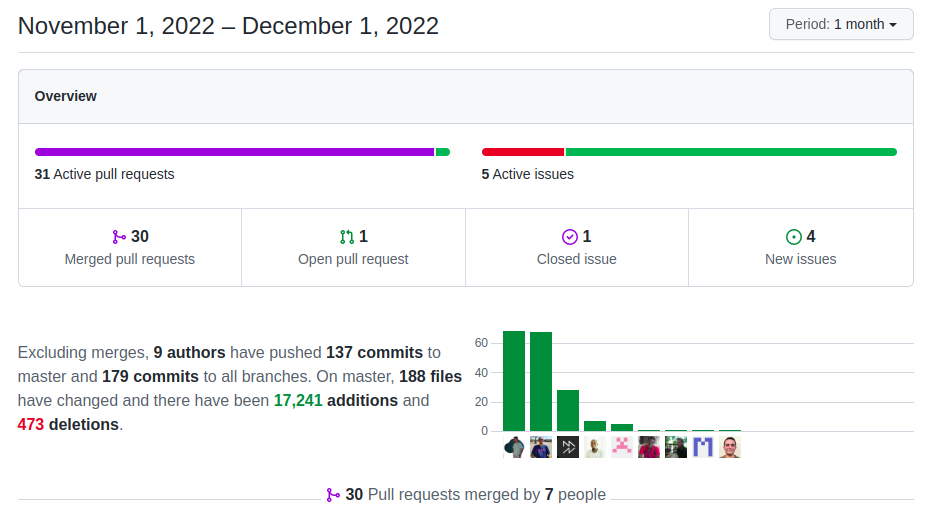 November 1, 2022 – December 1, 2022
Period: 1 month
Overview
31 Active pull requests
5 Active issues
30
Merged pull requests
1
Open pull request
1
Closed issue
4
New issues
Excluding merges, 9 authors have pushed 137 commits to
master and 179 commits to all branches. On master, 188 files
have changed and there have been 17,241 additions and
473 deletions.
60
40
20
0
30 Pull requests merged by 7 people